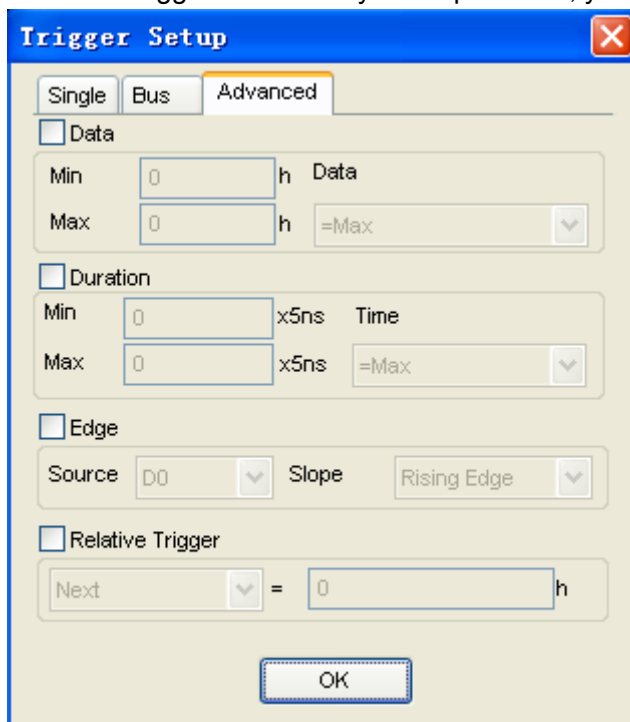 Trigger Setup
Single Bus Advanced
Data
Min 0 h Data
Max 0 h =Max
Duration
Min 0 x5ns Time
Max 0 x5ns =Max
Edge
Source D0 Slope Rising Edge
Relative Trigger
Next = 0 h
OK